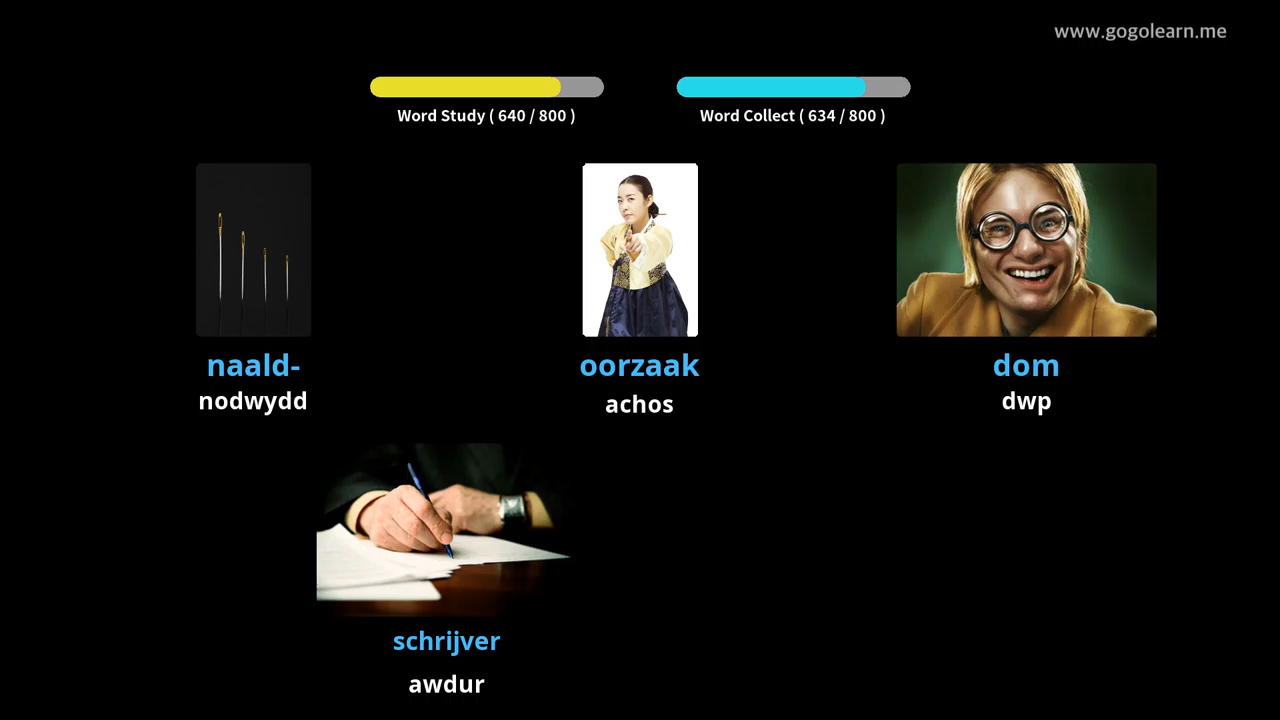 www.gogolearn.me
Word Study ( 640 / 800 )
Word Collect ( 634 / 800 )
naald-
nodwydd
oorzaak
achos
dom
dwp
schrijver
awdur